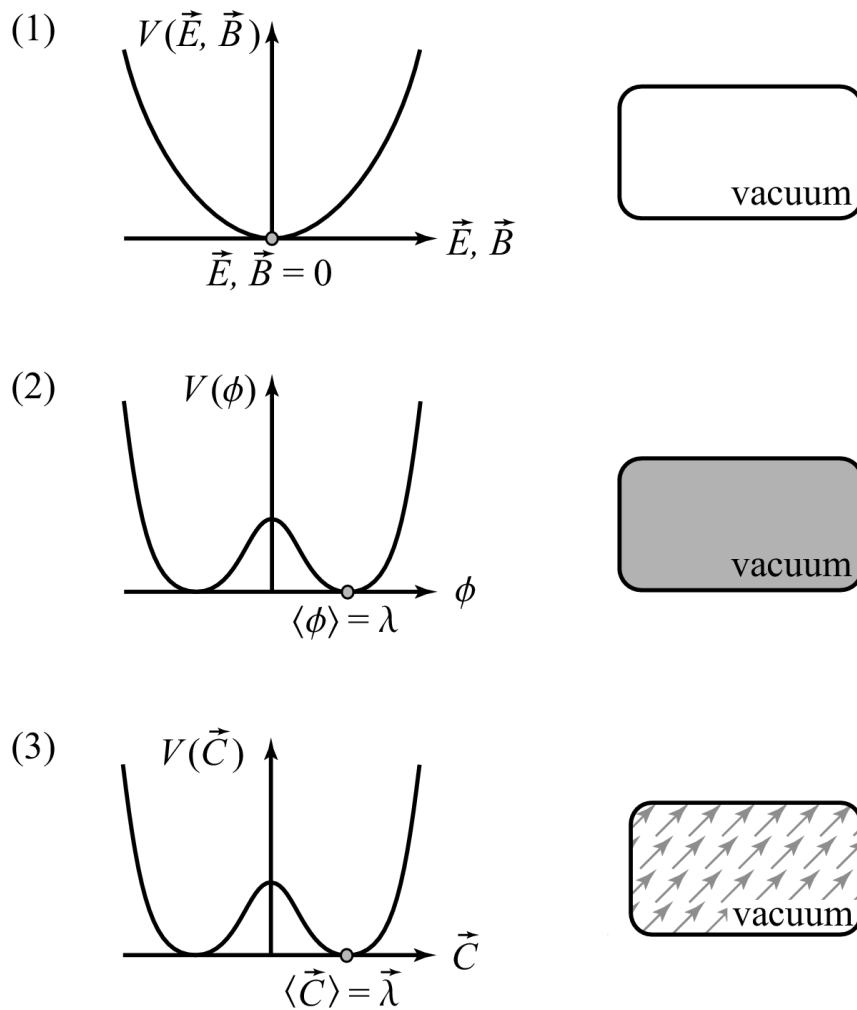 (1)
V(E⃗, B⃗)
E⃗, B⃗
E⃗, B⃗ = 0
vacuum
(2)
V(ϕ)
ϕ
⟨ϕ⟩ = λ
vacuum
(3)
V(C⃗)
C⃗
⟨C⃗⟩ = λ⃗
vacuum